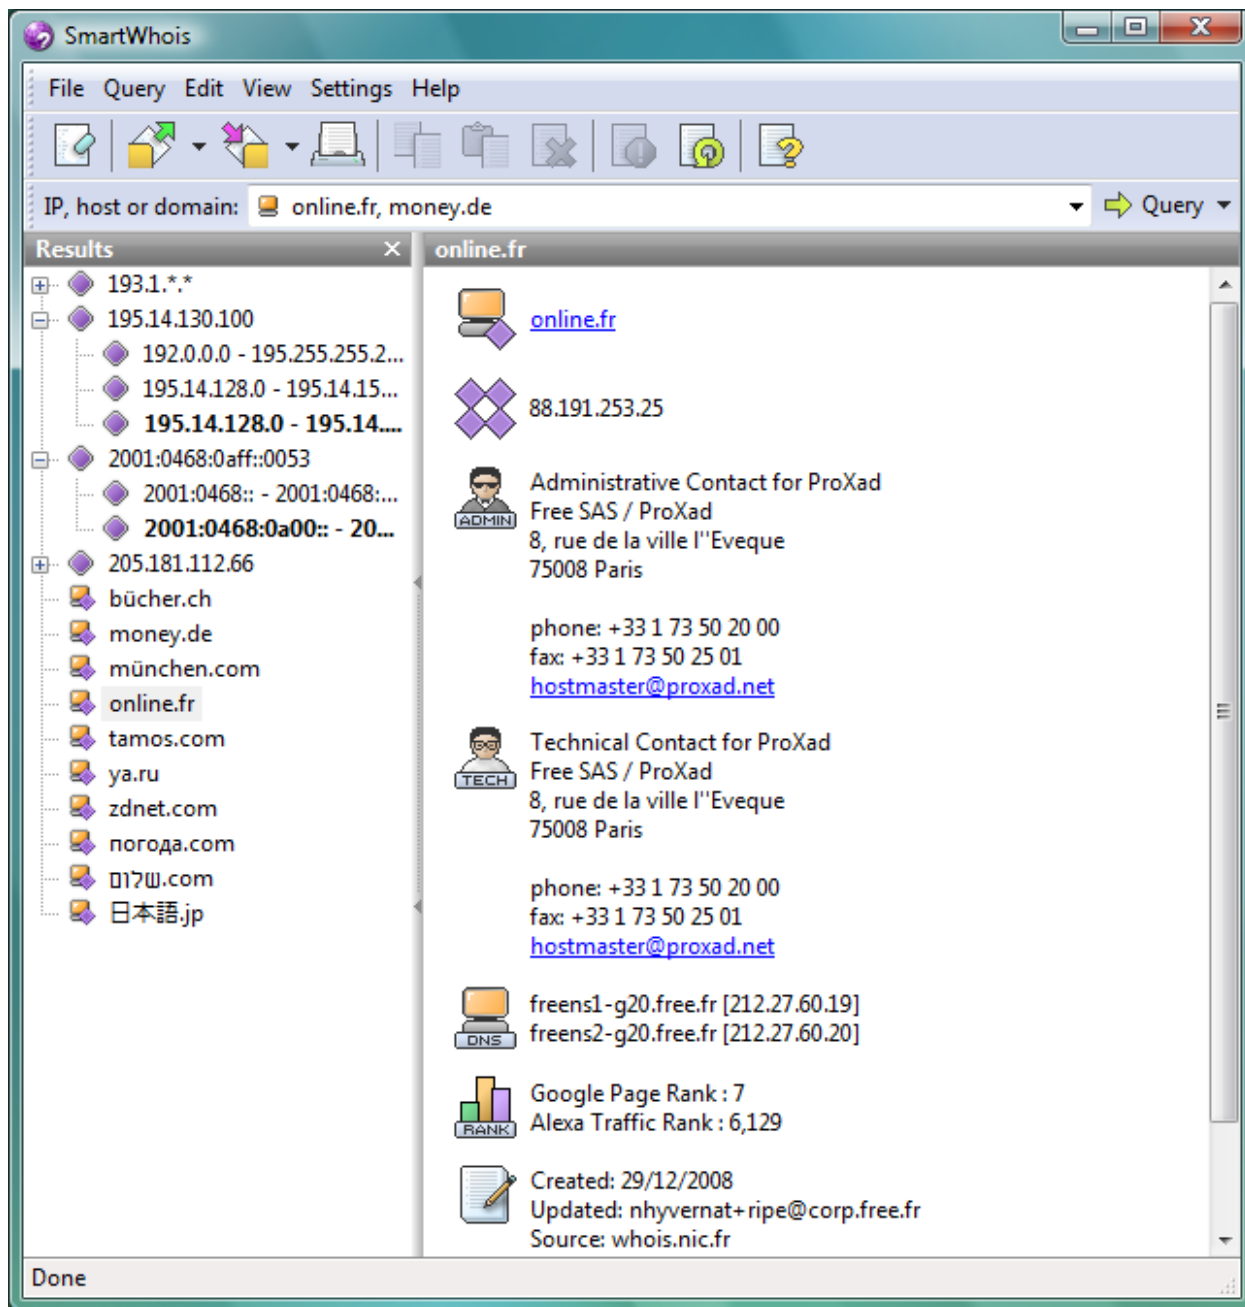 SmartWhois
File Query Edit View Settings Help
IP, host or domain: online.fr, money.de Query
Results
193.1.*.*
195.14.130.100
192.0.0.0 - 195.255.255.2...
195.14.128.0 - 195.14.15...
195.14.128.0 - 195.14....
2001:0468:0aff::0053
2001:0468:: - 2001:0468:...
2001:0468:0a00:: - 20...
205.181.112.66
bücher.ch
money.de
münchen.com
online.fr
tamos.com
ya.ru
zdnet.com
погода.com
שלום.com
日本語.jp
online.fr
online.fr
88.191.253.25
ADMIN
Administrative Contact for ProXad
Free SAS / ProXad
8, rue de la ville l''Eveque
75008 Paris
phone: +33 1 73 50 20 00
fax: +33 1 73 50 25 01
hostmaster@proxad.net
TECH
Technical Contact for ProXad
Free SAS / ProXad
8, rue de la ville l''Eveque
75008 Paris
phone: +33 1 73 50 20 00
fax: +33 1 73 50 25 01
hostmaster@proxad.net
DNS
freens1-g20.free.fr [212.27.60.19]
freens2-g20.free.fr [212.27.60.20]
RANK
Google Page Rank : 7
Alexa Traffic Rank : 6,129
Created: 29/12/2008
Updated: nhyvernat+ripe@corp.free.fr
Source: whois.nic.fr
Done